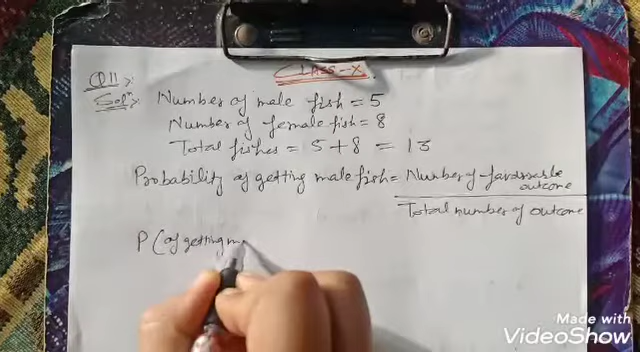 CLASS-X.
Q11:-
Solⁿ:- Number of male fish = 5
Number of female fish = 8
Total fishes = 5+8 = 13
Probability of getting male fish = Number of favourable outcome
Total number of outcome
P (of getting m
Made with
VideoShow